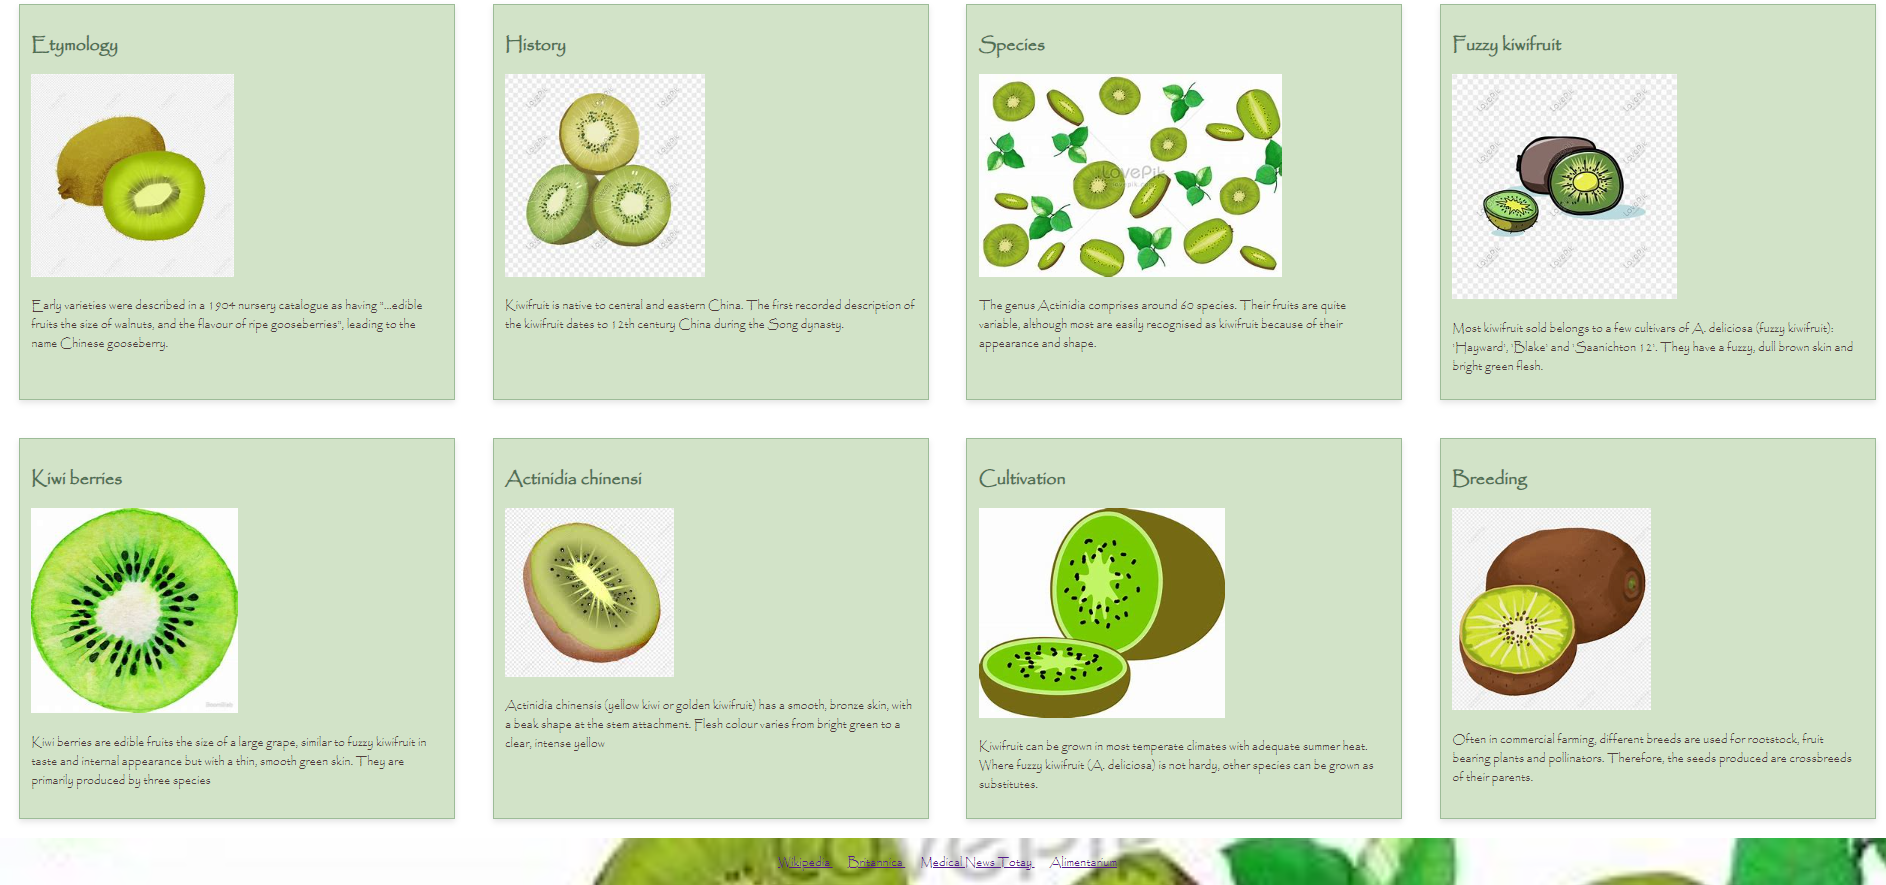 Etymology
Early varieties were described in a 1904 nursery catalogue as having "...edible
fruits the size of walnuts, and the flavour of ripe gooseberries", leading to the
name Chinese gooseberry.
History
Kiwifruit is native to central and eastern China. The first recorded description of
the kiwifruit dates to 12th century China during the Song dynasty.
Species
LovePik
The genus Actinidia comprises around 60 species. Their fruits are quite
variable, although most are easily recognised as kiwifruit because of their
appearance and shape.
Fuzzy kiwifruit
Most kiwifruit sold belongs to a few cultivars of A. deliciosa (fuzzy kiwifruit):
'Hayward', 'Blake' and 'Saanichton 12'. They have a fuzzy, dull brown skin and
bright green flesh.
Kiwi berries
Kiwi berries are edible fruits the size of a large grape, similar to fuzzy kiwifruit in
taste and internal appearance but with a thin, smooth green skin. They are
primarily produced by three species
Actinidia chinensi
Actinidia chinensis (yellow kiwi or golden kiwifruit) has a smooth, bronze skin, with
a beak shape at the stem attachment. Flesh colour varies from bright green to a
clear, intense yellow
Cultivation
Kiwifruit can be grown in most temperate climates with adequate summer heat.
Where fuzzy kiwifruit (A. deliciosa) is not hardy, other species can be grown as
substitutes.
Breeding
Often in commercial farming, different breeds are used for rootstock, fruit
bearing plants and pollinators. Therefore, the seeds produced are crossbreeds
of their parents.
Wikipedia Britannica Medical News Totay Alimentarium